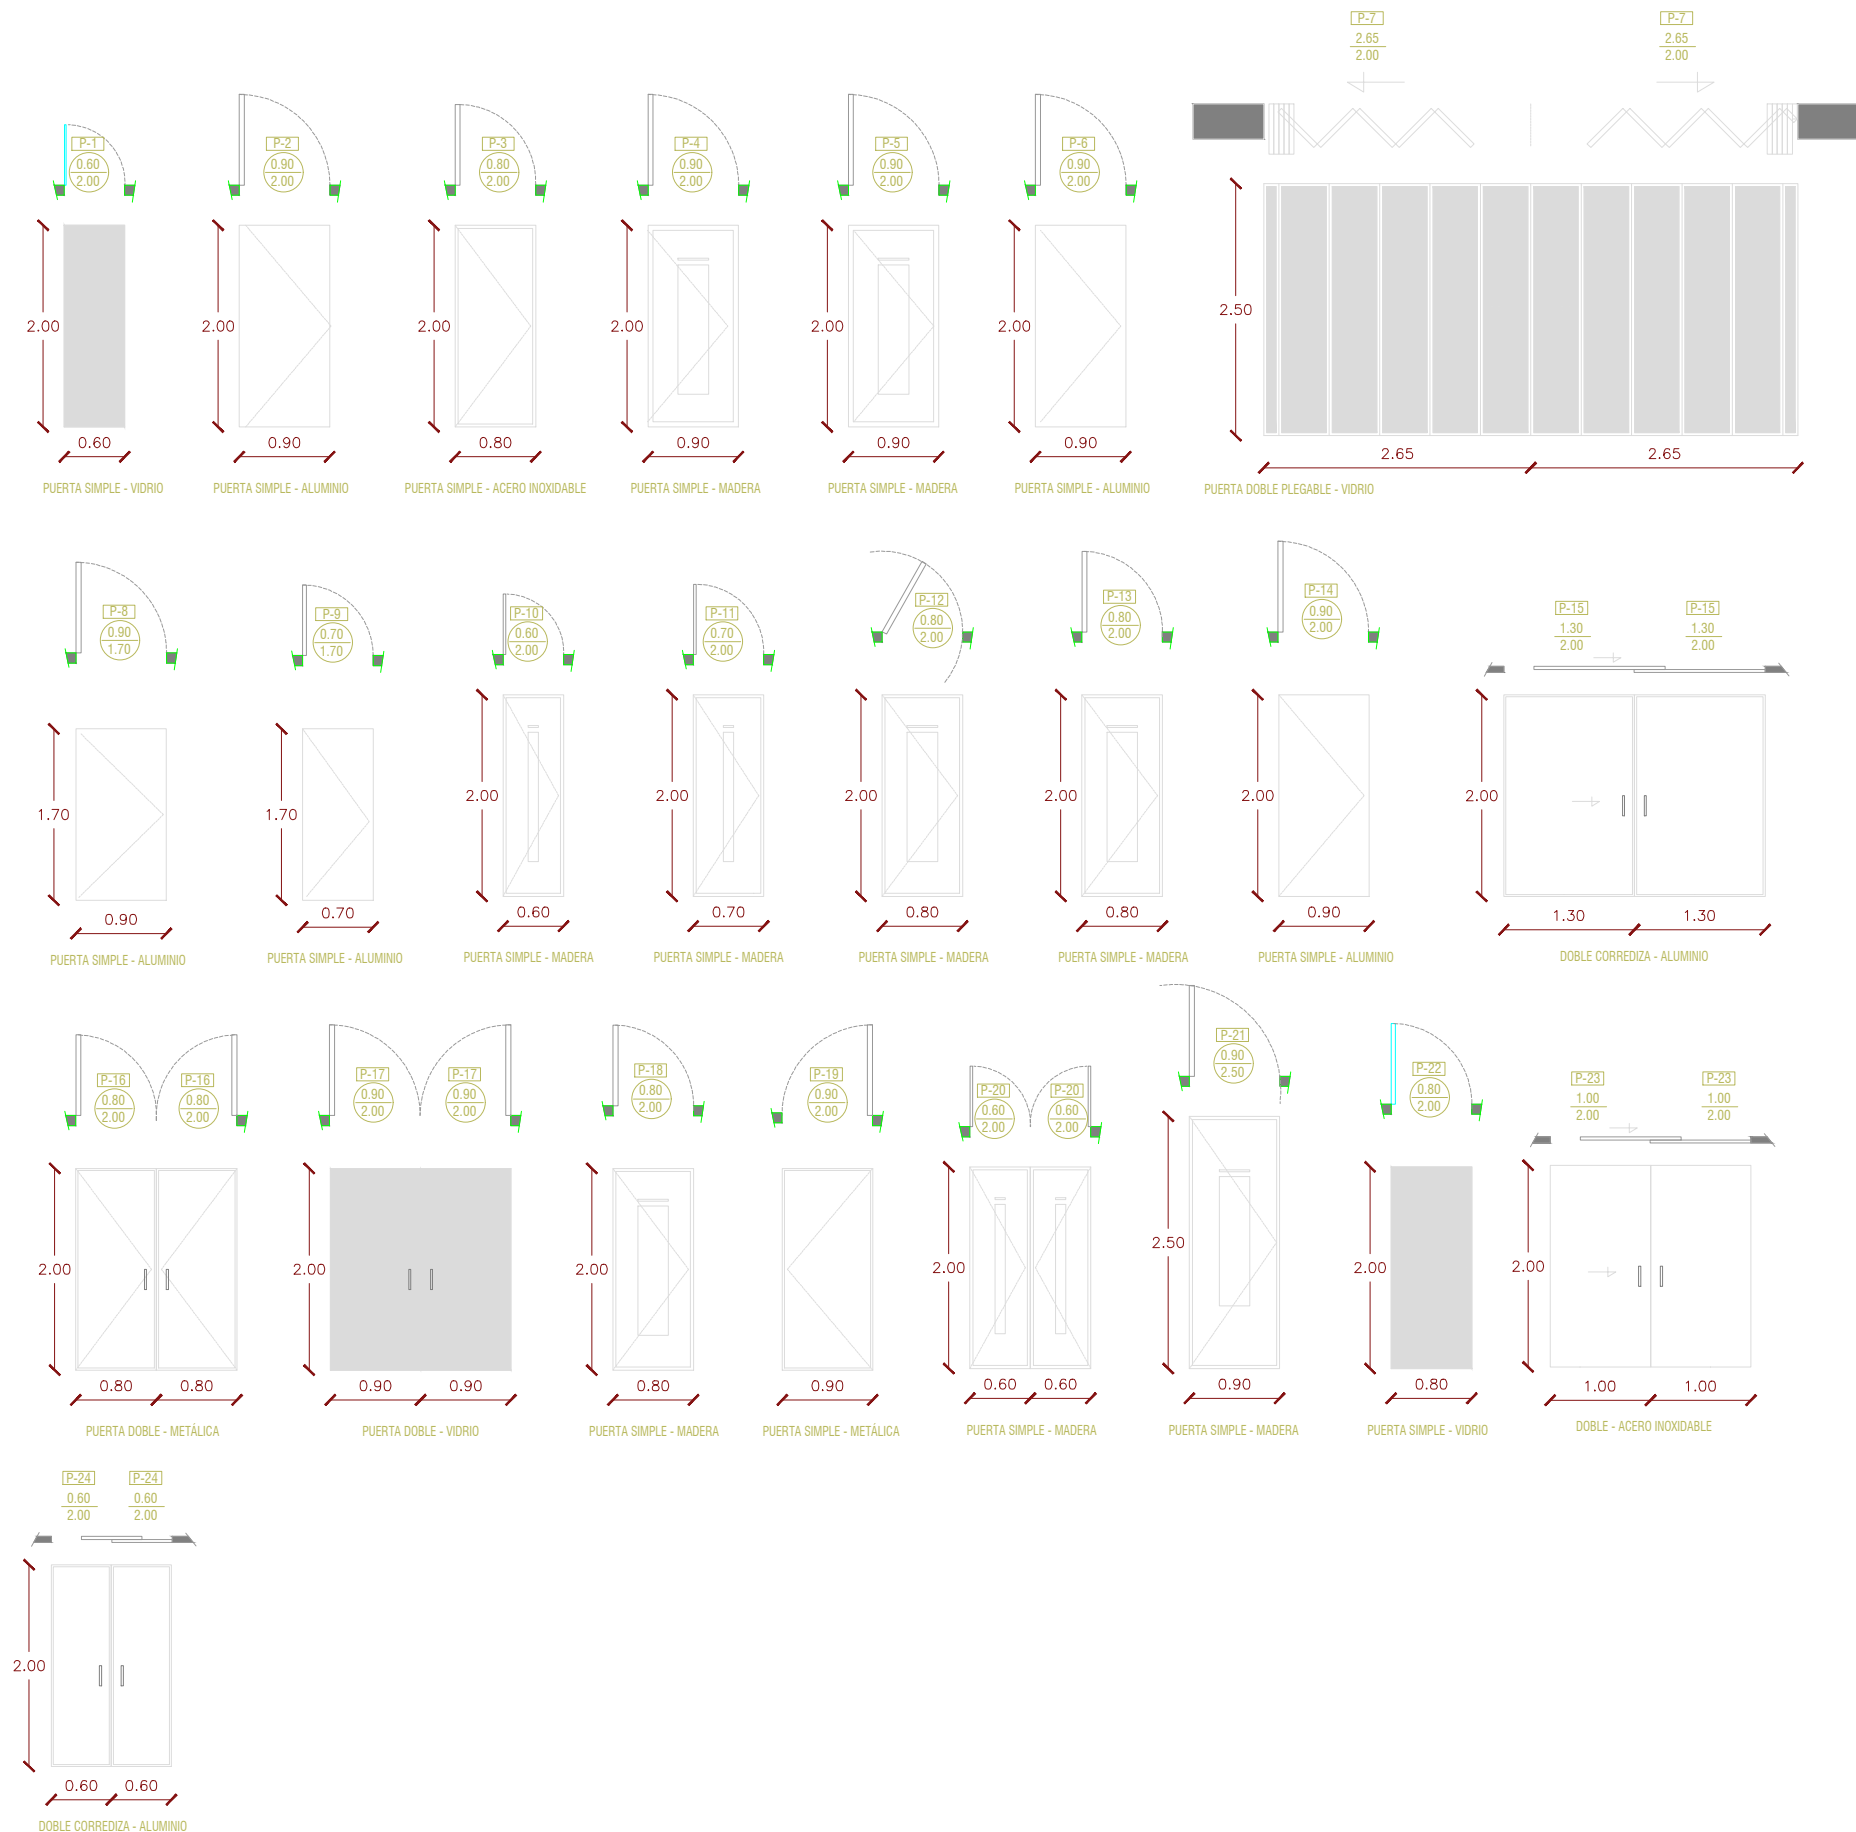 P-7
2.65
2.00
P-7
2.65
2.00
P-1
0.60
2.00
P-2
0.90
2.00
P-3
0.80
2.00
P-4
0.90
2.00
P-5
0.90
2.00
P-6
0.90
2.00
2.00
2.00
2.00
2.00
2.00
2.00
2.50
0.60
0.90
0.80
0.90
0.90
0.90
2.65
2.65
PUERTA SIMPLE - VIDRIO
PUERTA SIMPLE - ALUMINIO
PUERTA SIMPLE - ACERO INOXIDABLE
PUERTA SIMPLE - MADERA
PUERTA SIMPLE - MADERA
PUERTA SIMPLE - ALUMINIO
PUERTA DOBLE PLEGABLE - VIDRIO
P-8
0.90
1.70
P-9
0.70
1.70
P-10
0.60
2.00
P-11
0.70
2.00
P-12
0.80
2.00
P-13
0.80
2.00
P-14
0.90
2.00
P-15
1.30
2.00
P-15
1.30
2.00
1.70
1.70
2.00
2.00
2.00
2.00
2.00
2.00
0.90
0.70
0.60
0.70
0.80
0.80
0.90
1.30
1.30
PUERTA SIMPLE - ALUMINIO
PUERTA SIMPLE - ALUMINIO
PUERTA SIMPLE - MADERA
PUERTA SIMPLE - MADERA
PUERTA SIMPLE - MADERA
PUERTA SIMPLE - MADERA
PUERTA SIMPLE - ALUMINIO
DOBLE CORREDIZA - ALUMINIO
P-16
0.80
2.00
P-16
0.80
2.00
P-17
0.90
2.00
P-17
0.90
2.00
P-18
0.80
2.00
P-19
0.90
2.00
P-20
0.60
2.00
P-20
0.60
2.00
P-21
0.90
2.50
P-22
0.80
2.00
P-23
1.00
2.00
P-23
1.00
2.00
2.00
2.00
2.00
2.00
2.50
2.00
2.00
0.80
0.80
0.90
0.90
0.80
0.90
0.60
0.60
0.90
0.80
1.00
1.00
PUERTA DOBLE - METÁLICA
PUERTA DOBLE - VIDRIO
PUERTA SIMPLE - MADERA
PUERTA SIMPLE - METÁLICA
PUERTA SIMPLE - MADERA
PUERTA SIMPLE - MADERA
PUERTA SIMPLE - VIDRIO
DOBLE - ACERO INOXIDABLE
P-24
0.60
2.00
P-24
0.60
2.00
2.00
0.60
0.60
DOBLE CORREDIZA - ALUMINIO